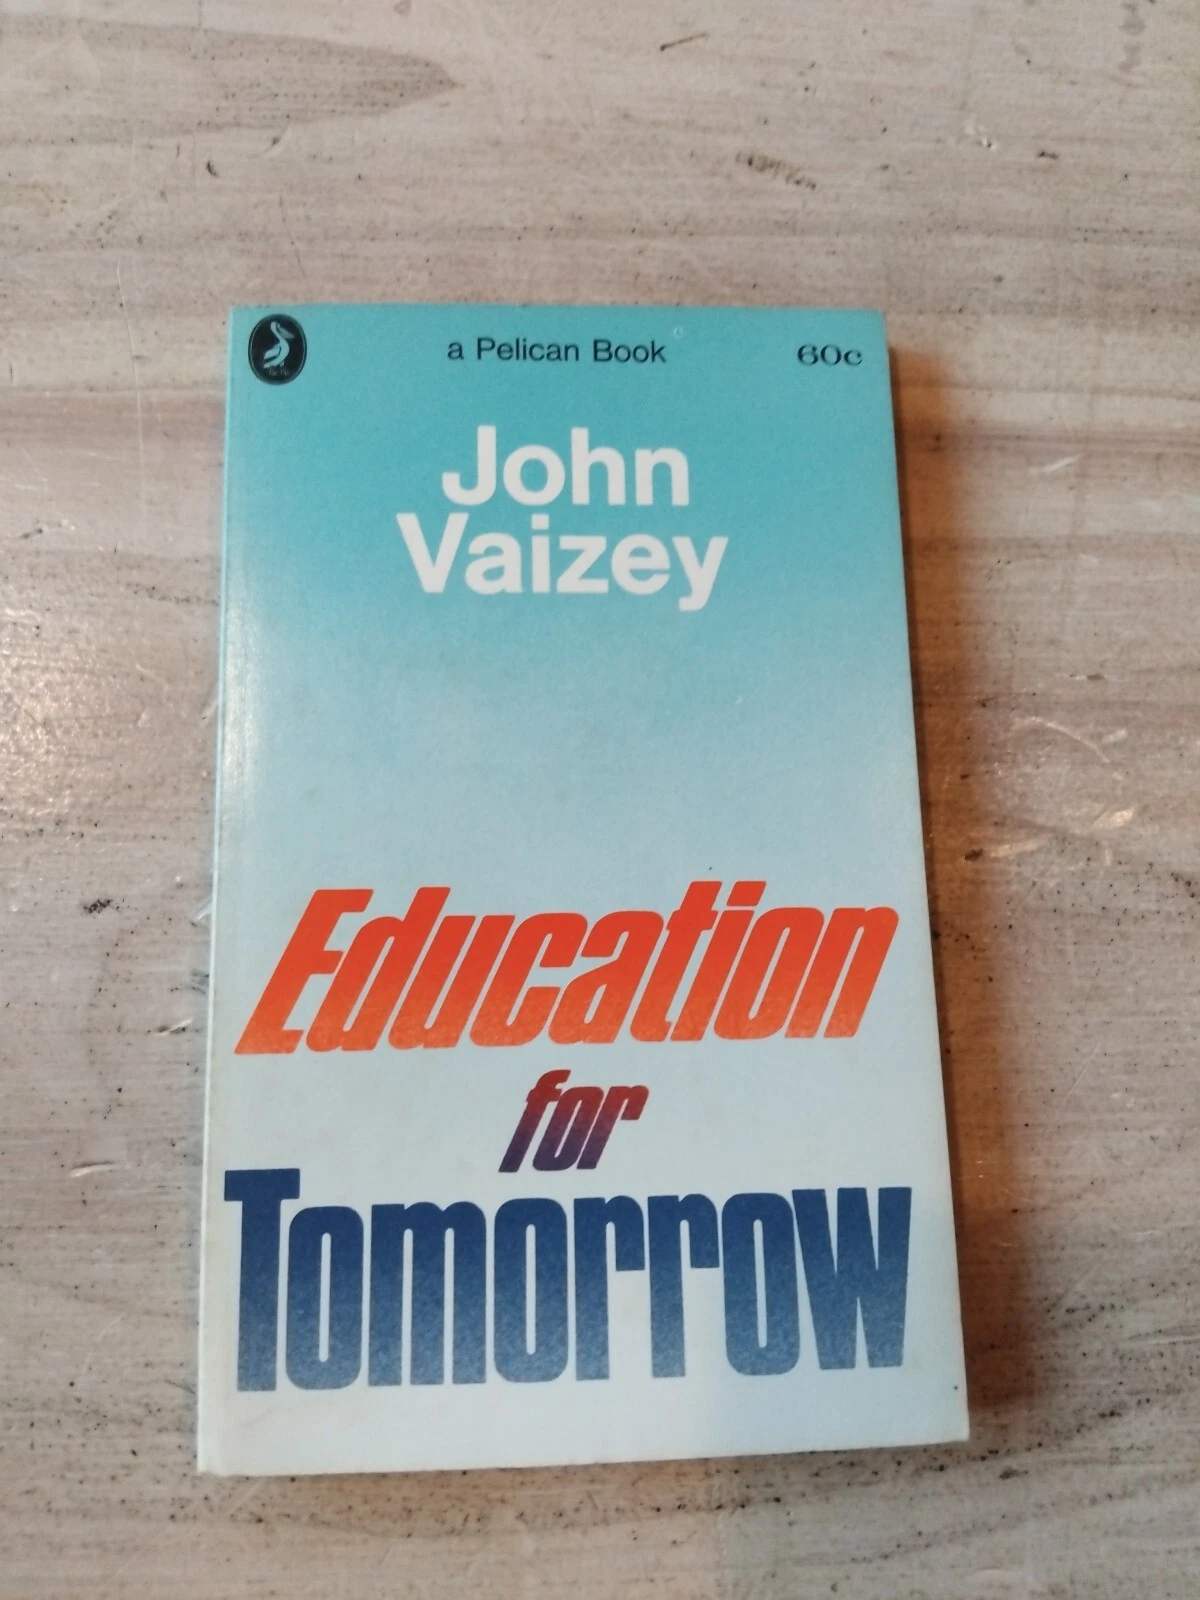 a Pelican Book 60c
John
Vaizey
Education
for
Tomorrow